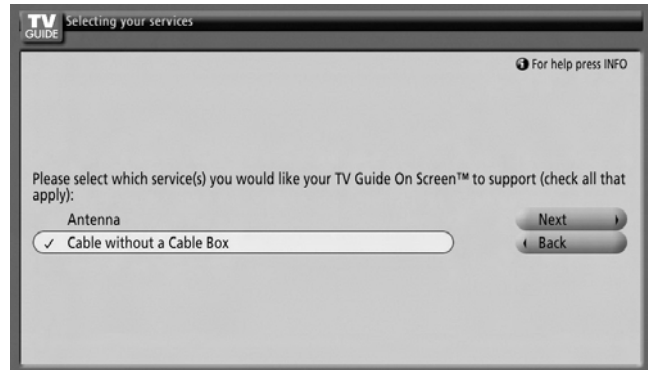 TV
GUIDE
Selecting your services
For help press INFO
Please select which service(s) you would like your TV Guide On Screen™ to support (check all that
apply):
Antenna
Next
✓ Cable without a Cable Box
Back